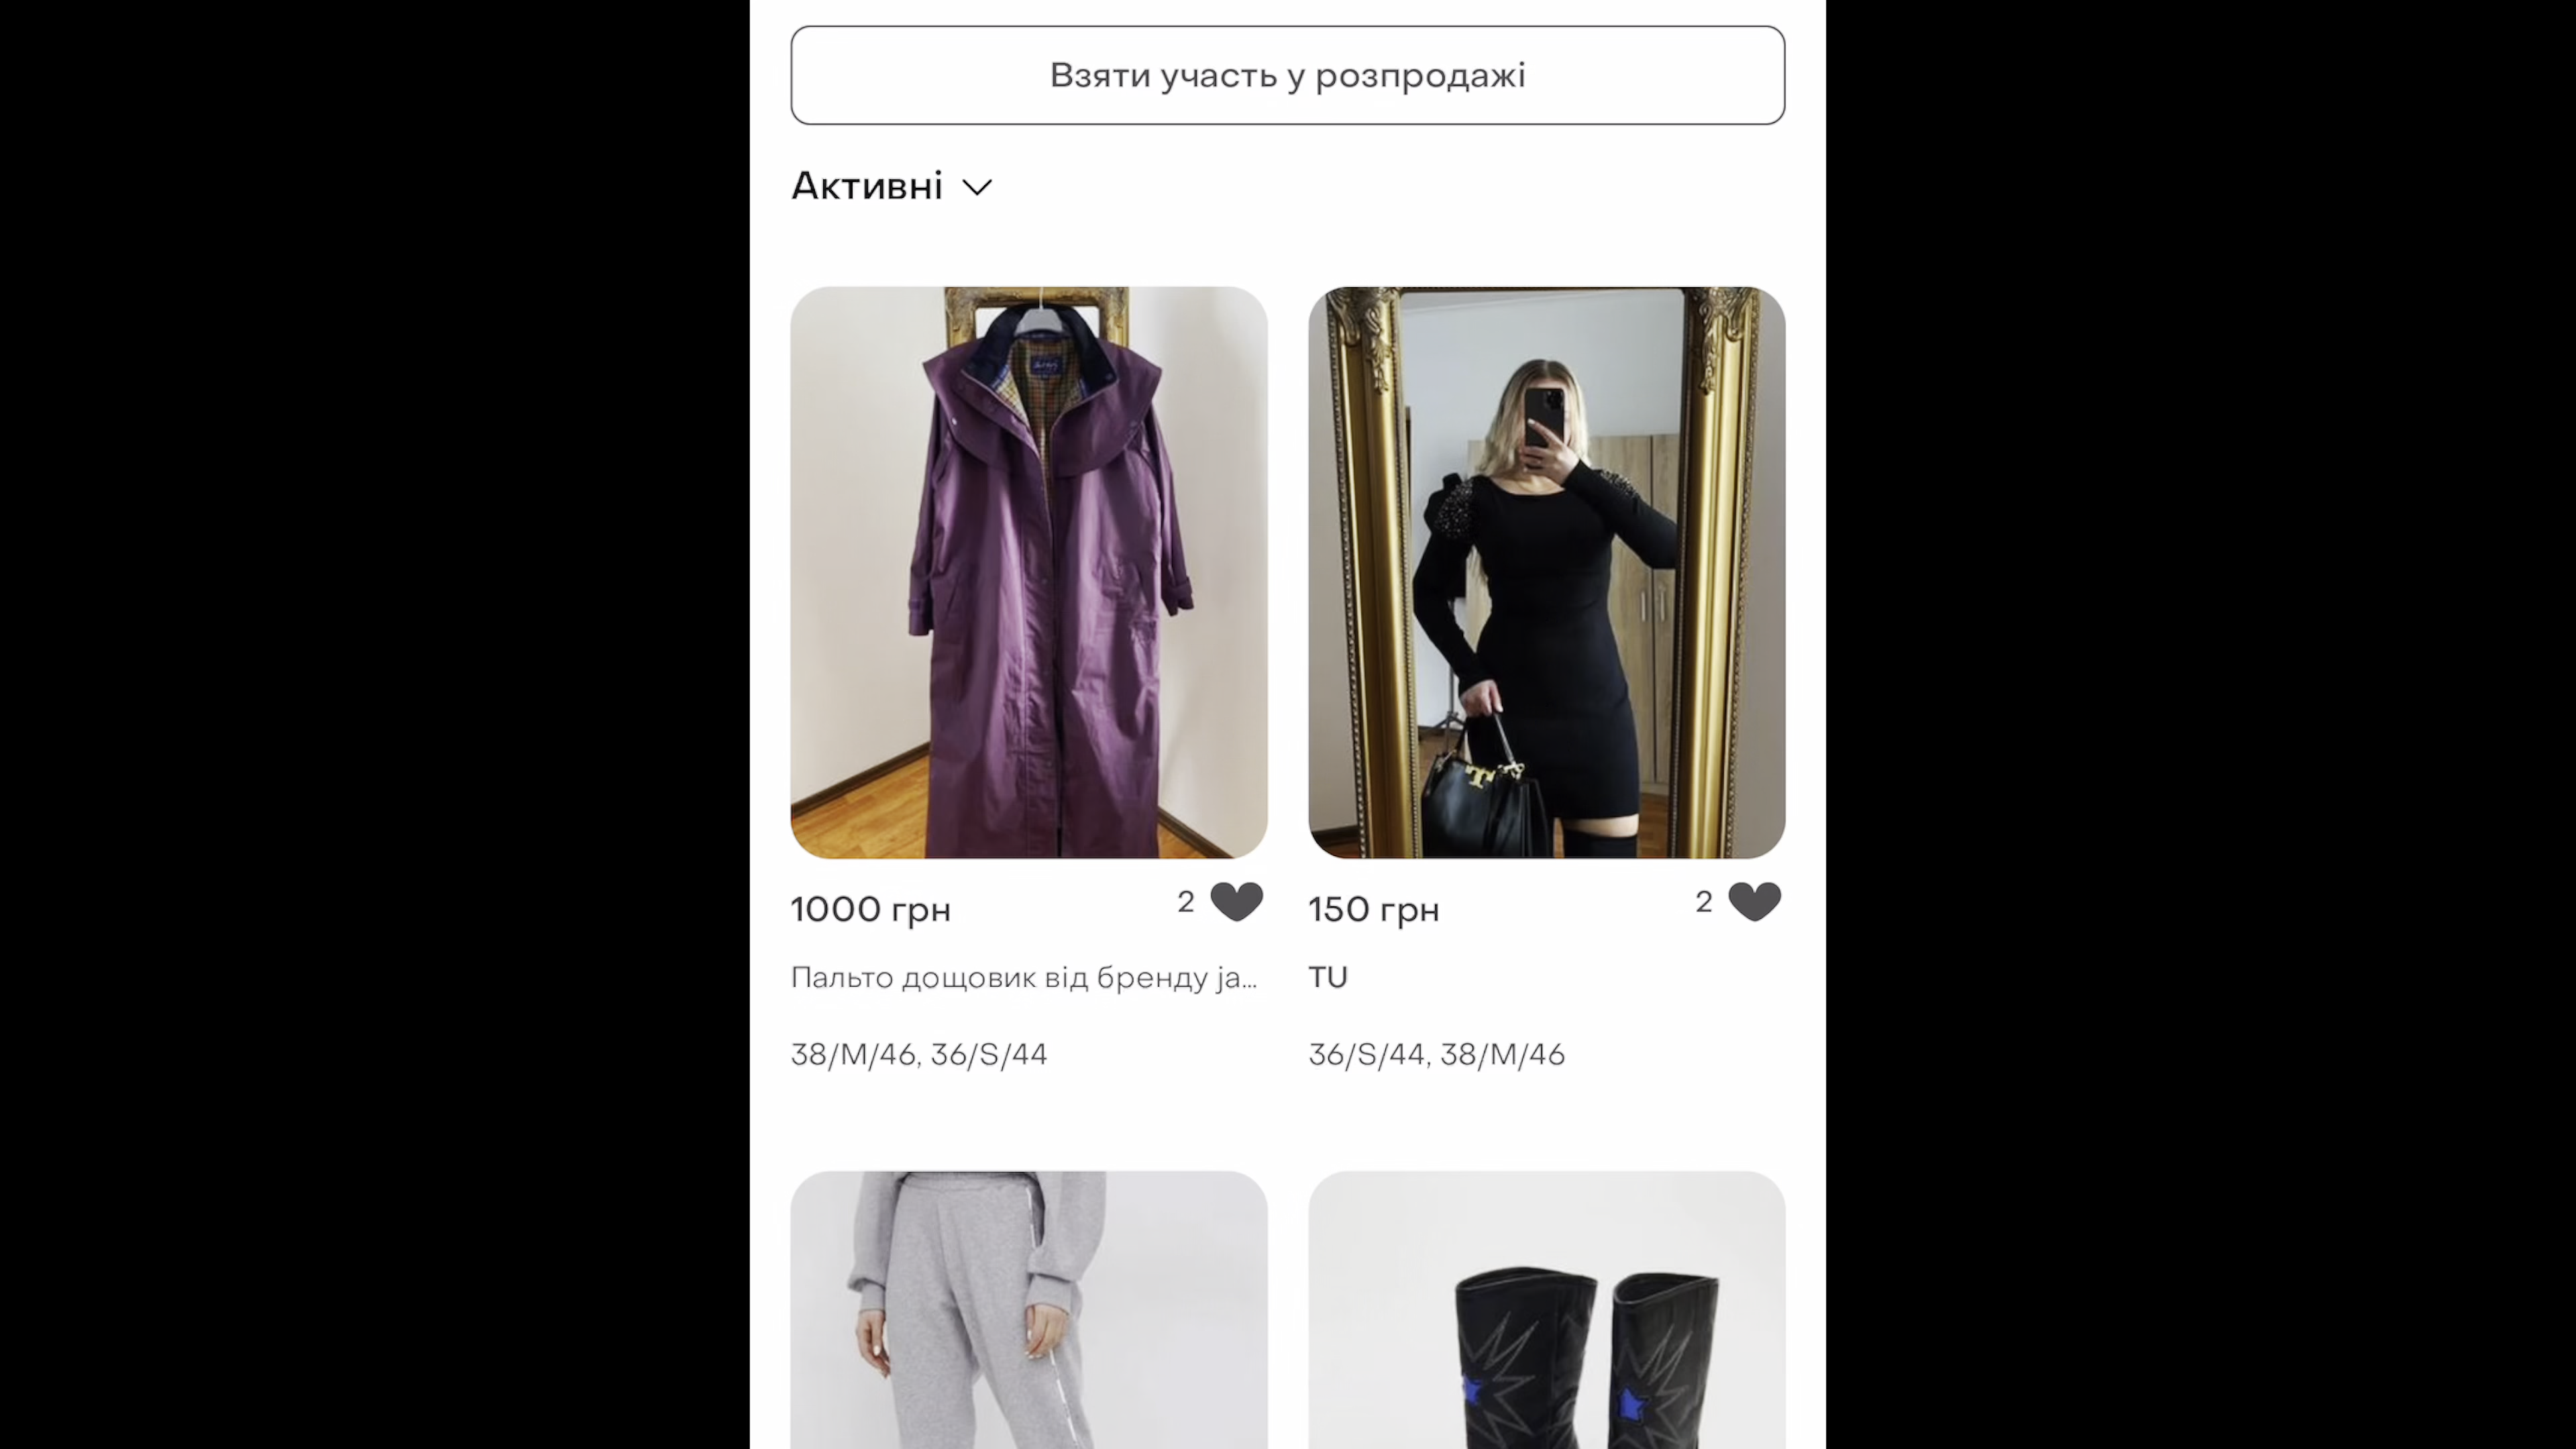 Взяти участь у розпродажі
Активні
1000 грн
2
150 грн
2
Пальто дощовик від бренду ja...
TU
38/M/46, 36/S/44
36/S/44, 38/M/46